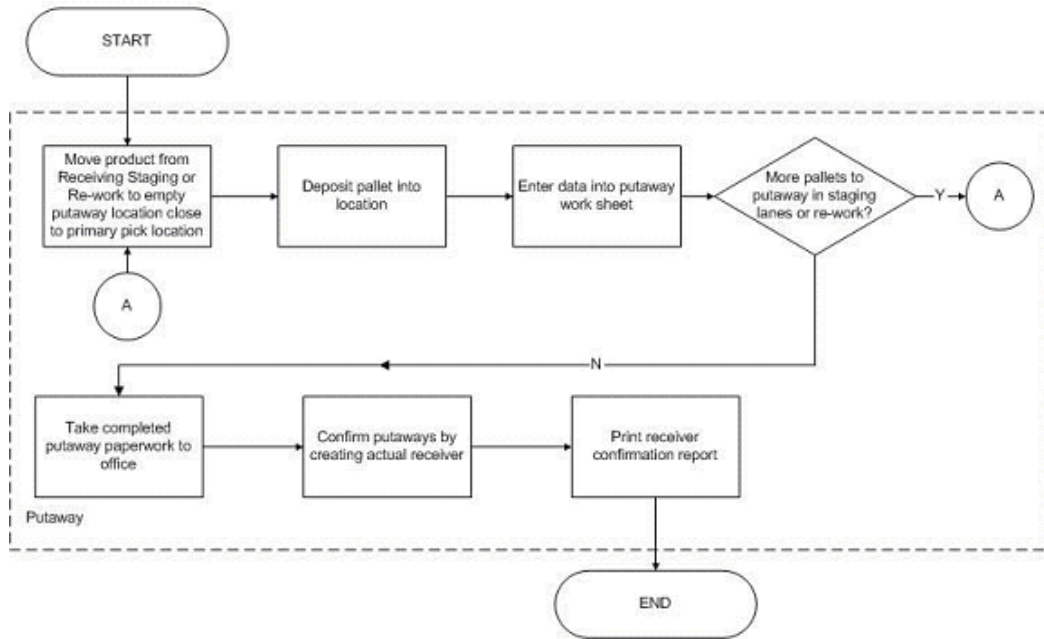 START
Move product from
Receiving Staging or
Re-work to empty
putaway location close
to primary pick location
Deposit pallet into
location
Enter data into putaway
work sheet
More pallets to
putaway in staging
lanes or re-work?
Y
A
A
N
Take completed
putaway paperwork to
office
Confirm putaways by
creating actual receiver
Print receiver
confirmation report
Putaway
END